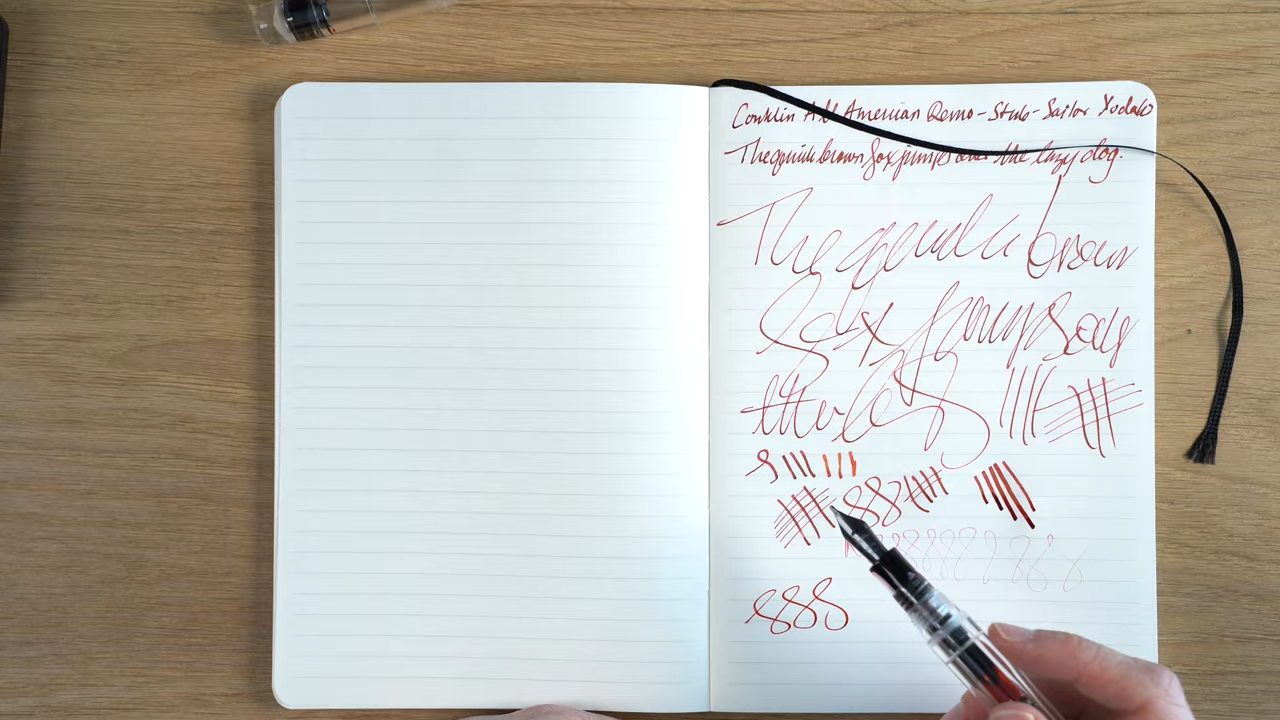 Conklin All American Demo - Stub - Sailor Yodaki
The quick brown fox jumps over the lazy dog.
The quick brown
fox jumps over
the lazy
888